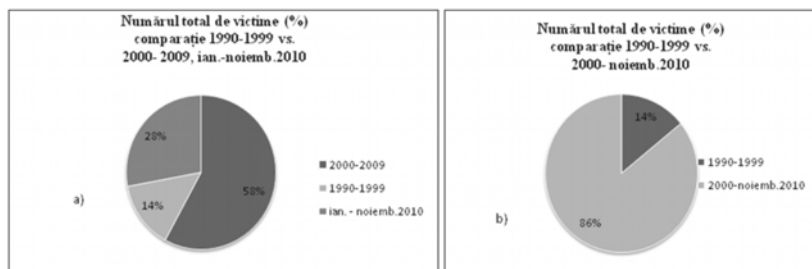 Numărul total de victime (%)
comparație 1990-1999 vs.
2000- 2009, ian.-noiemb.2010
28%
14%
58%
2000-2009
1990-1999
ian. - noiemb.2010
a)
Numărul total de victime (%)
comparație 1990-1999 vs.
2000- noiemb.2010
14%
86%
1990-1999
2000-noiemb.2010
b)